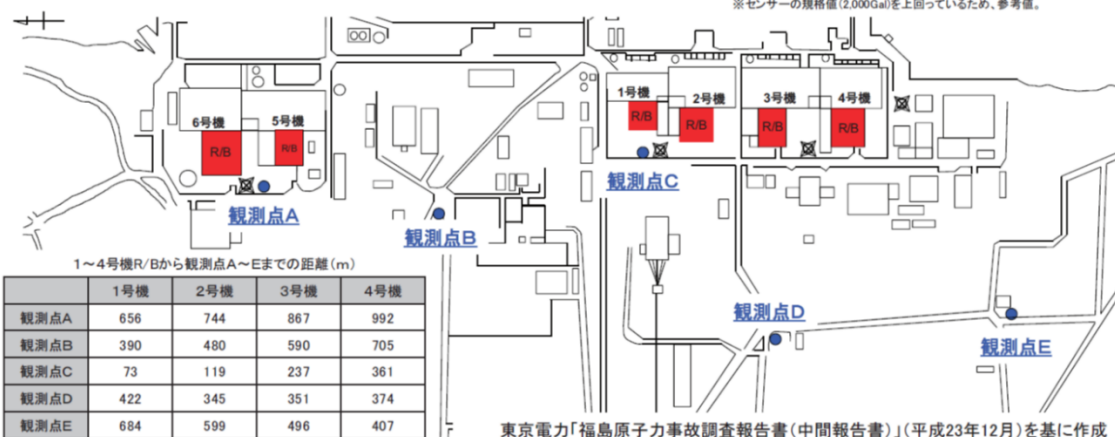 ※センサーの規格値(2,000Gal)を上回っているため、参考値。
6号機
5号機
R/B
R/B
1号機
2号機
3号機
4号機
R/B
R/B
R/B
R/B
観測点A
観測点B
観測点C
観測点D
観測点E
1～4号機R/Bから観測点A～Eまでの距離(m)
1号機 2号機 3号機 4号機
観測点A 656 744 867 992
観測点B 390 480 590 705
観測点C 73 119 237 361
観測点D 422 345 351 374
観測点E 684 599 496 407
東京電力「福島原子力事故調査報告書(中間報告書)」(平成23年12月)を基に作成